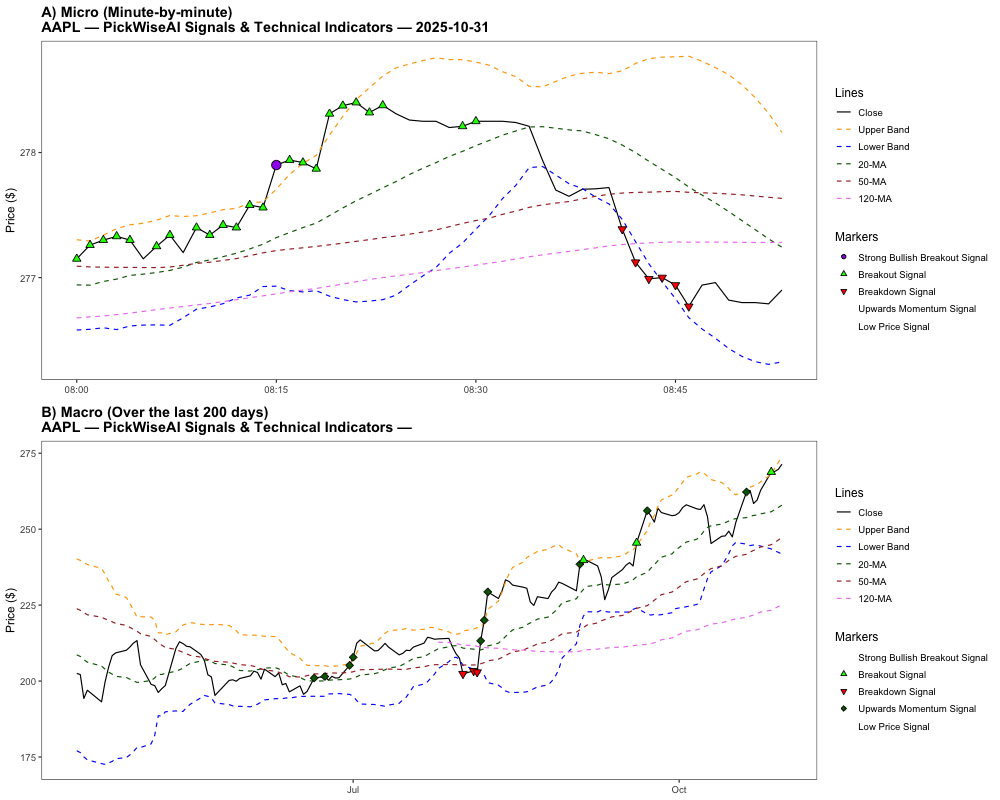 A) Micro (Minute-by-minute)
AAPL — PickWiseAI Signals & Technical Indicators — 2025-10-31
Price ($)
278
277
08:00
08:15
08:30
08:45
Lines
Close
Upper Band
Lower Band
20-MA
50-MA
120-MA
Markers
Strong Bullish Breakout Signal
Breakout Signal
Breakdown Signal
Upwards Momentum Signal
Low Price Signal
B) Macro (Over the last 200 days)
AAPL — PickWiseAI Signals & Technical Indicators —
Price ($)
275
250
225
200
175
Jul
Oct
Lines
Close
Upper Band
Lower Band
20-MA
50-MA
120-MA
Markers
Strong Bullish Breakout Signal
Breakout Signal
Breakdown Signal
Upwards Momentum Signal
Low Price Signal